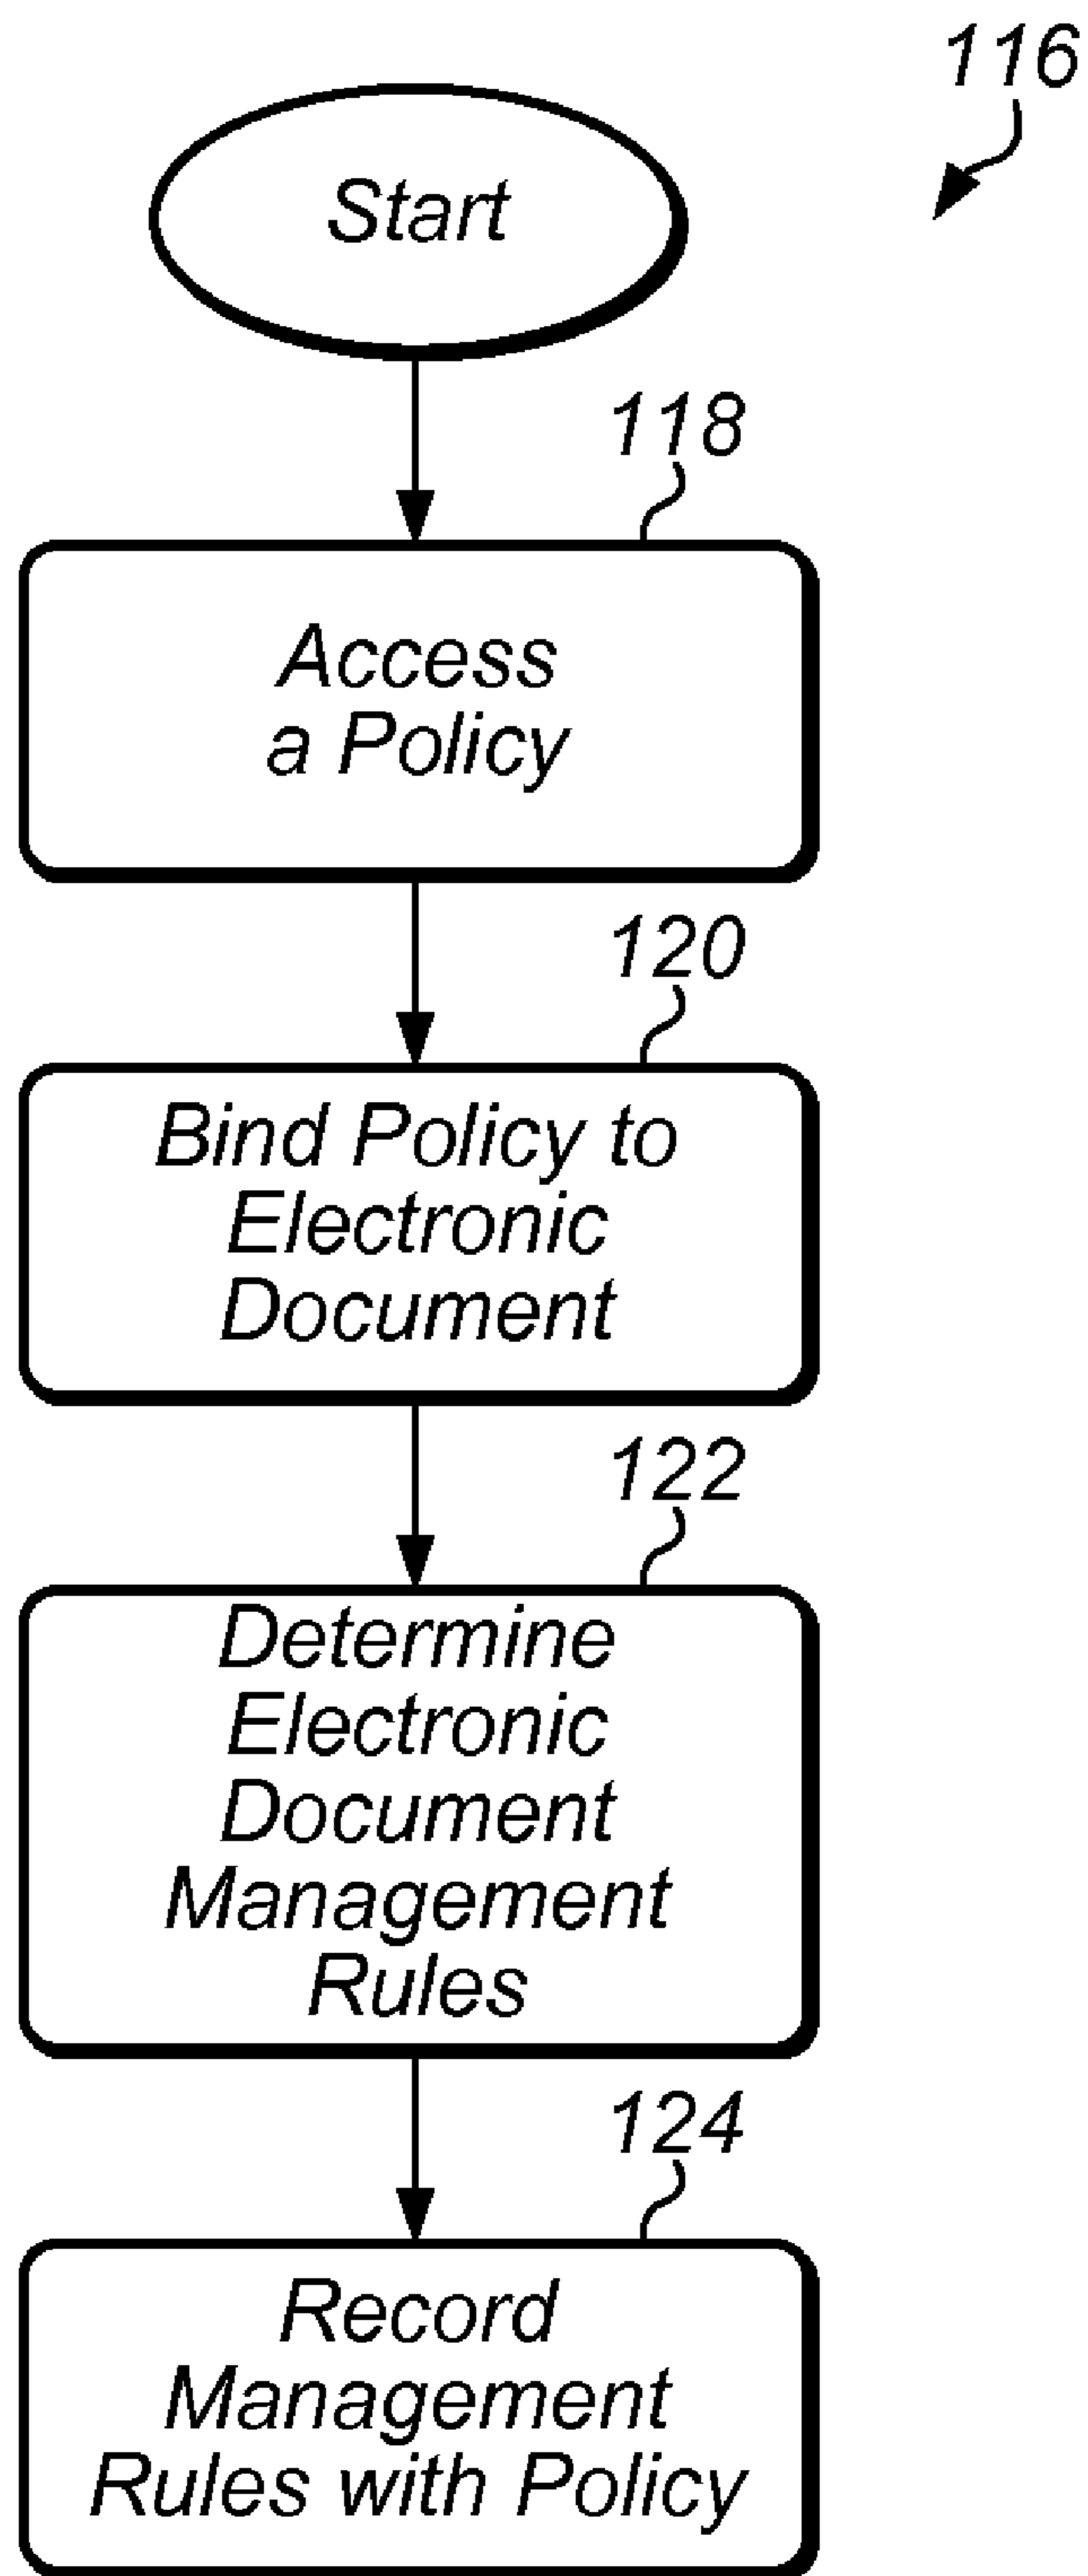 116
Start
118
Access
a Policy
120
Bind Policy to
Electronic
Document
122
Determine
Electronic
Document
Management
Rules
124
Record
Management
Rules with Policy